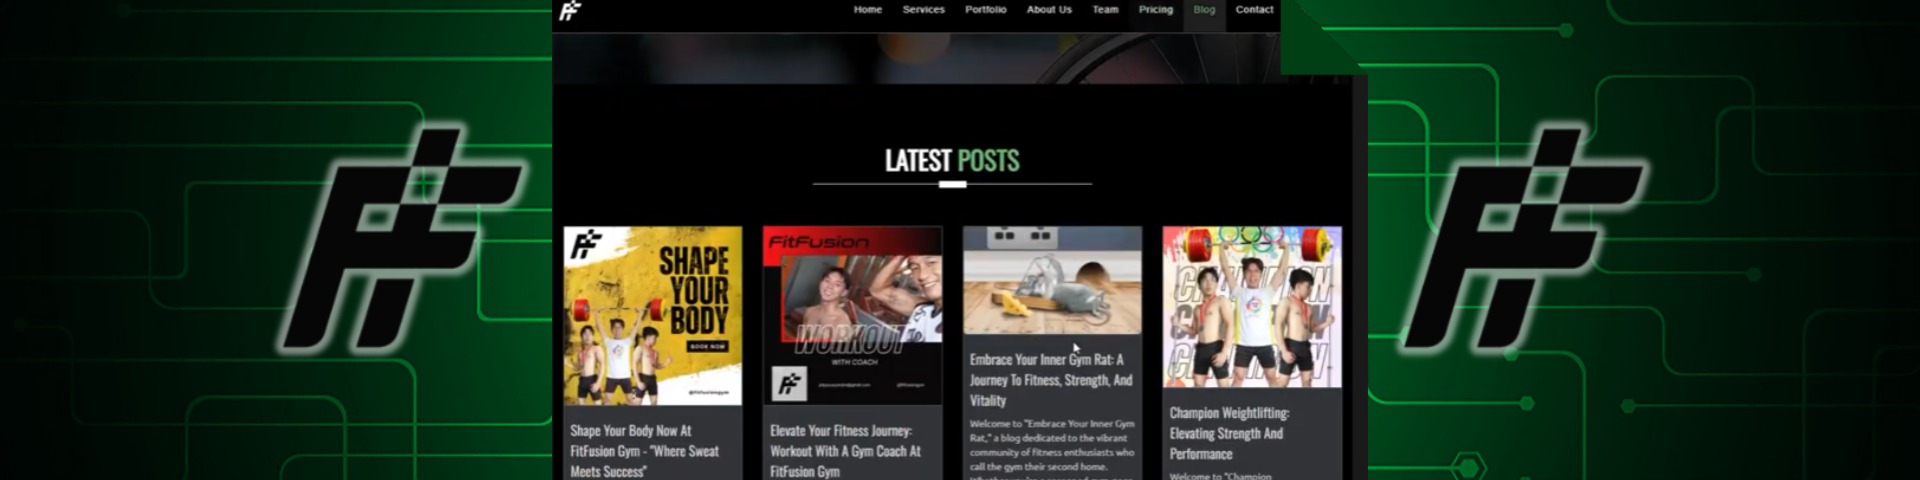 Home Services Portfolio About Us Team Pricing Blog Contact
LATEST POSTS
SHAPE
YOUR
BODY
BOOK NOW
@fitfusiongym
Shape Your Body Now At
FitFusion Gym - "Where Sweat
Meets Success"
FitFusion
WORKOUT
WITH COACH
Elevate Your Fitness Journey:
Workout With A Gym Coach At
FitFusion Gym
Embrace Your Inner Gym Rat: A
Journey To Fitness, Strength, And
Vitality
Welcome to "Embrace Your Inner Gym
Rat," a blog dedicated to the vibrant
community of fitness enthusiasts who
call the gym their second home.
CHAMPION
CHAMPION
CHAMPION
Champion Weightlifting:
Elevating Strength And
Performance
Welcome to "Champion